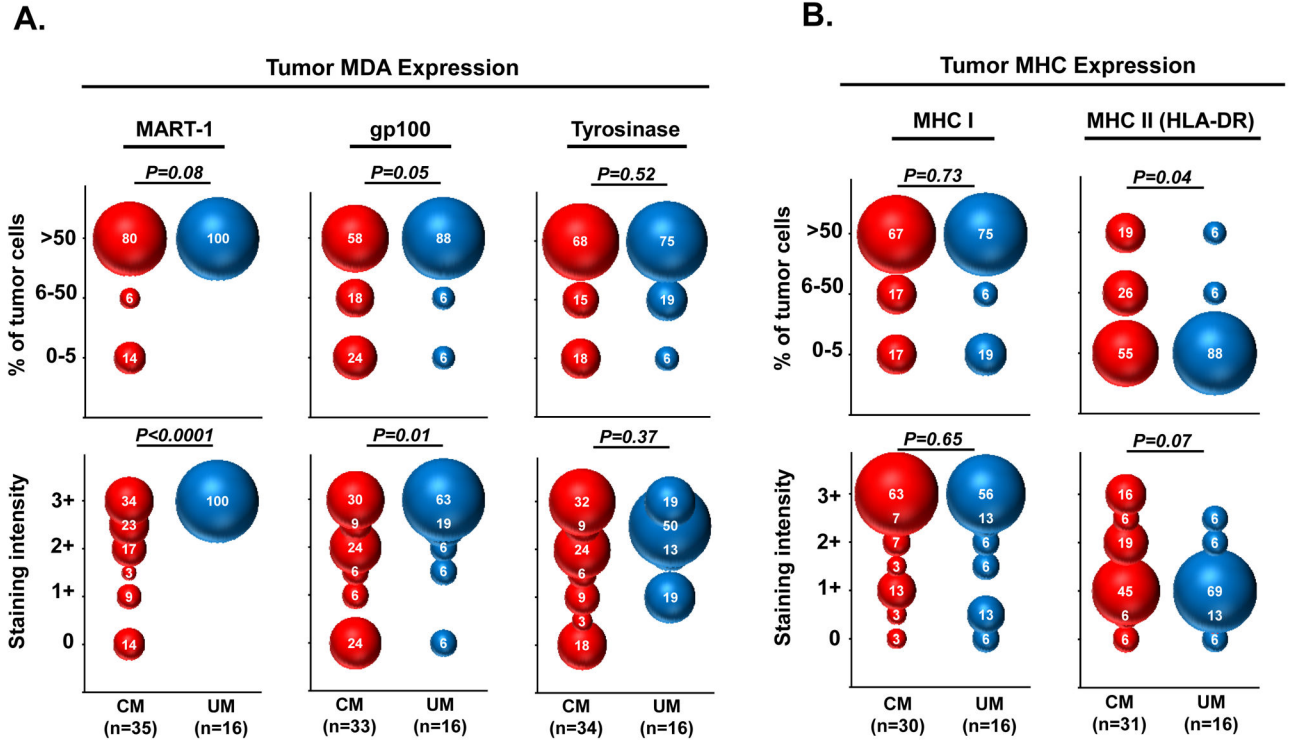 A.
Tumor MDA Expression
MART-1
gp100
Tyrosinase
P=0.08
P=0.05
P=0.52
% of tumor cells
>50
80
100
58
88
68
75
6-50
6
18
6
15
19
0-5
14
24
6
18
6
P<0.0001
P=0.01
P=0.37
Staining intensity
3+
34
100
30
63
32
19
23
9
19
9
50
2+
17
24
6
24
13
3
6
6
6
1+
9
6
9
19
3
0
14
24
6
18
CM
(n=35)
UM
(n=16)
CM
(n=33)
UM
(n=16)
CM
(n=34)
UM
(n=16)
B.
Tumor MHC Expression
MHC I
MHC II (HLA-DR)
P=0.73
P=0.04
% of tumor cells
>50
67
75
19
6
6-50
17
6
26
6
0-5
17
19
55
88
P=0.65
P=0.07
Staining intensity
3+
63
56
16
7
13
6
6
2+
7
6
19
6
3
6
1+
13
45
69
3
13
6
13
0
3
6
6
6
CM
(n=30)
UM
(n=16)
CM
(n=31)
UM
(n=16)